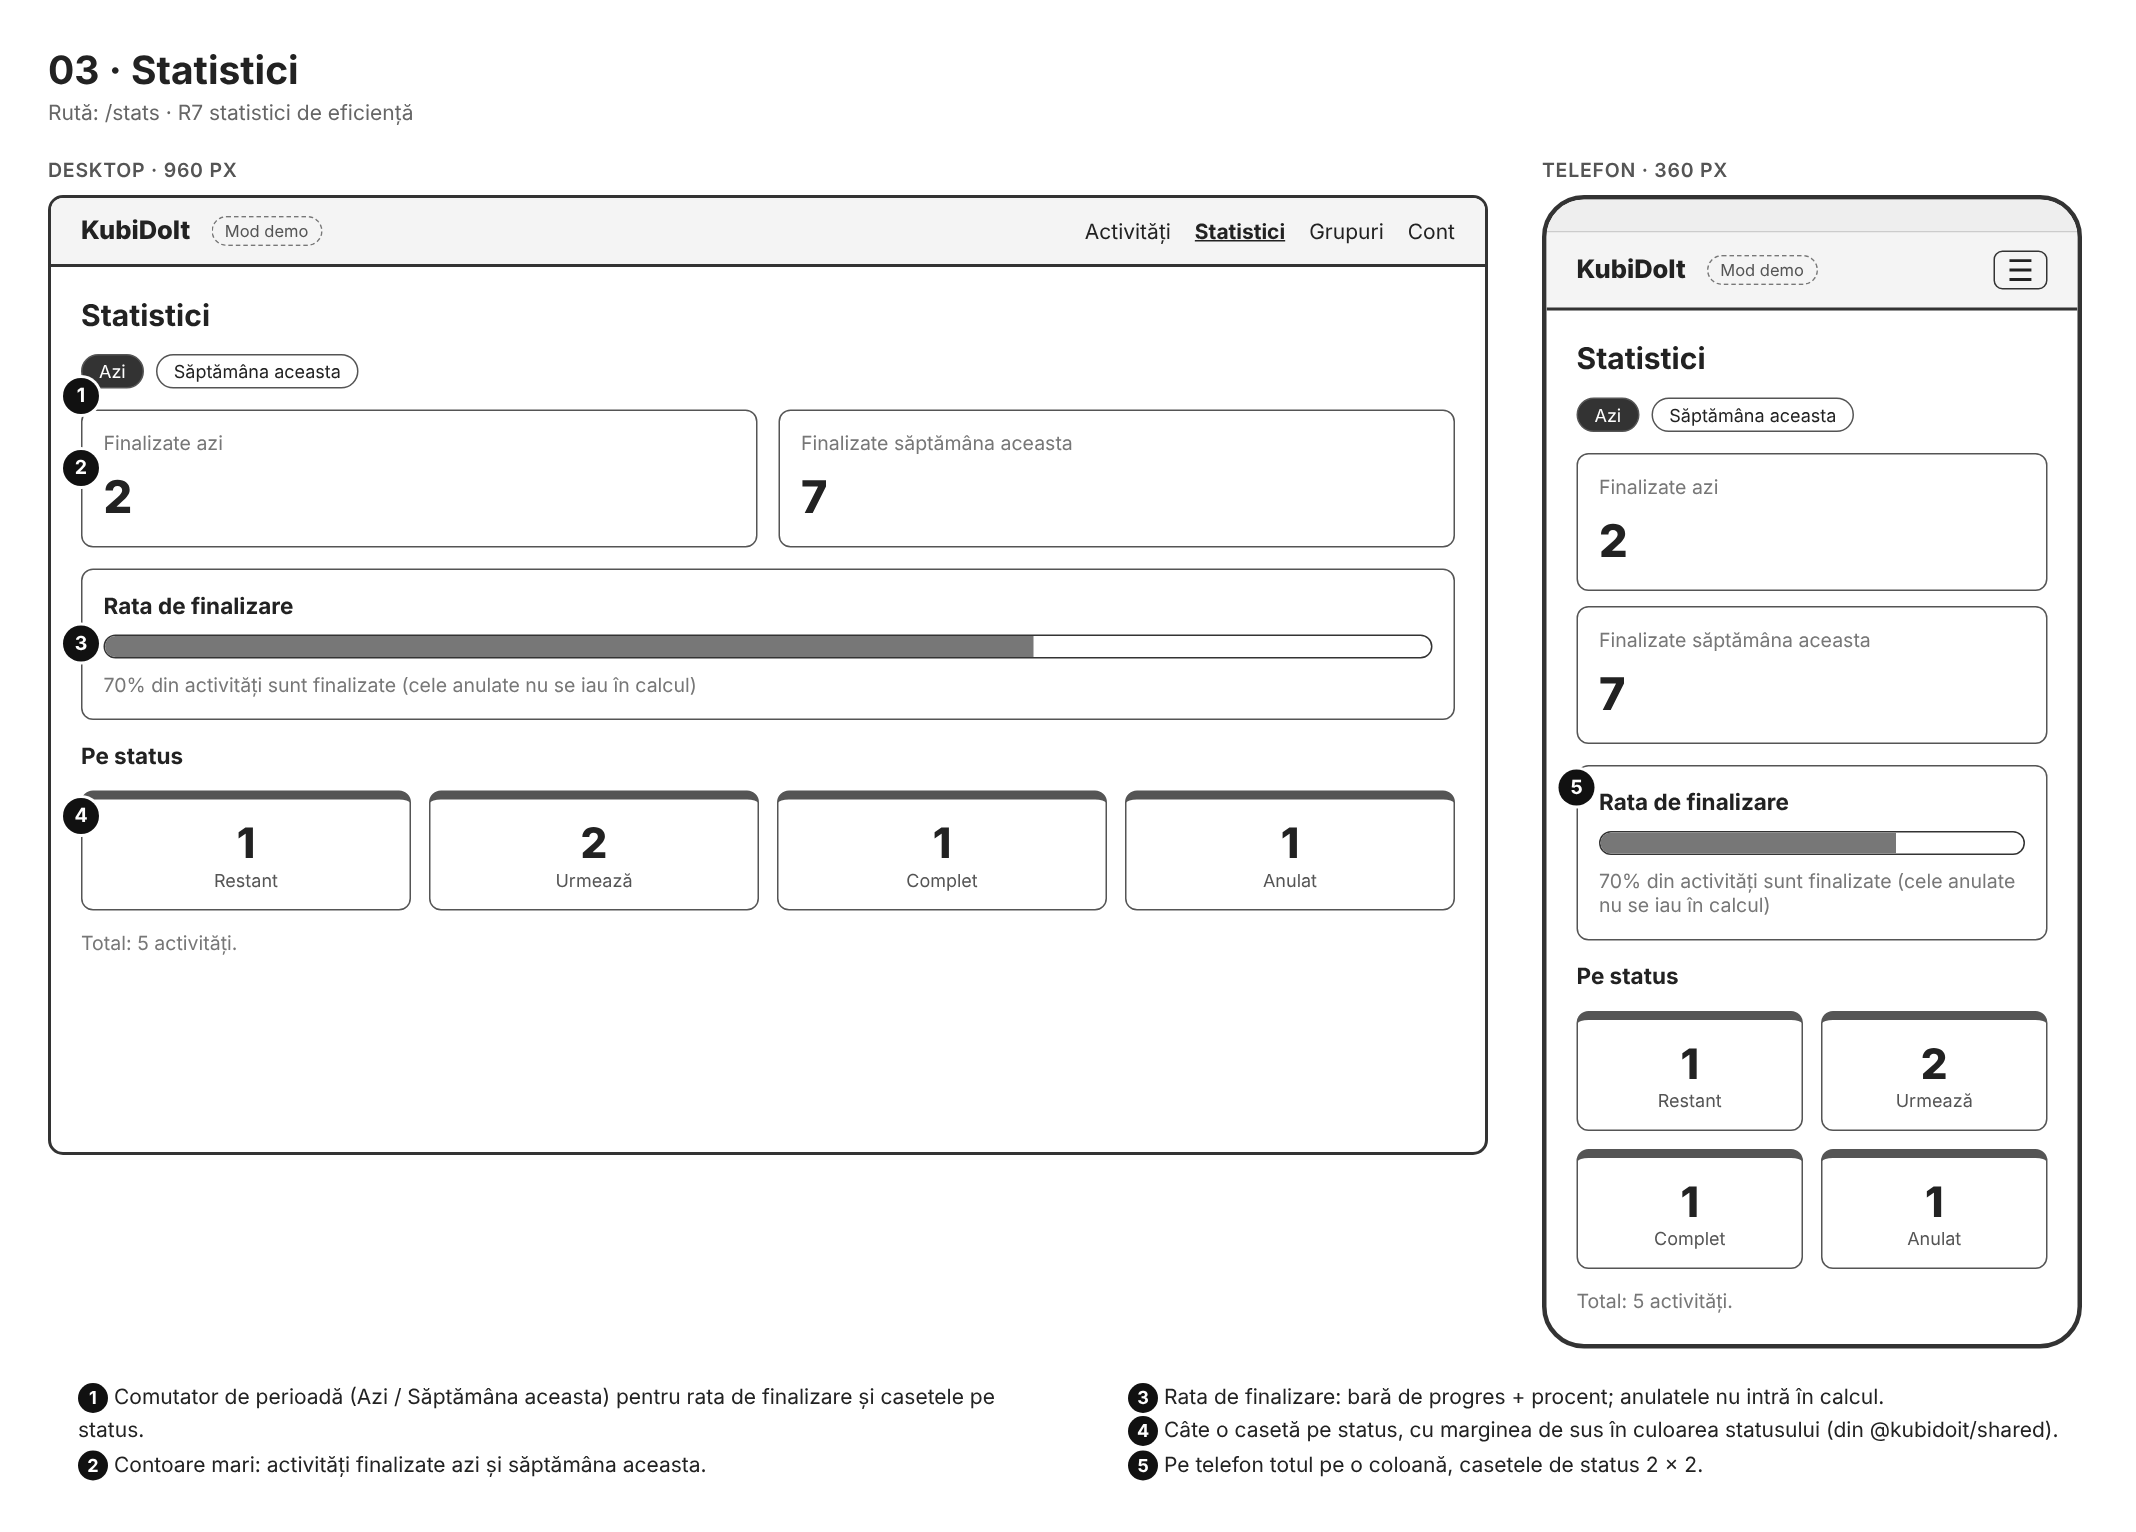 03 · Statistici
Rută: /stats · R7 statistici de eficiență
DESKTOP · 960 PX
KubiDoIt
Mod demo
Activități
Statistici
Grupuri
Cont
Statistici
Azi
Săptămâna aceasta
1
Finalizate azi
2
2
Finalizate săptămâna aceasta
7
Rata de finalizare
3
70% din activități sunt finalizate (cele anulate nu se iau în calcul)
Pe status
4
1
Restant
2
Urmează
1
Complet
1
Anulat
Total: 5 activități.
TELEFON · 360 PX
KubiDoIt
Mod demo
Statistici
Azi
Săptămâna aceasta
Finalizate azi
2
Finalizate săptămâna aceasta
7
5
Rata de finalizare
70% din activități sunt finalizate (cele anulate
nu se iau în calcul)
Pe status
1
Restant
2
Urmează
1
Complet
1
Anulat
Total: 5 activități.
1 Comutator de perioadă (Azi / Săptămâna aceasta) pentru rata de finalizare și casetele pe
status.
2 Contoare mari: activități finalizate azi și săptămâna aceasta.
3 Rata de finalizare: bară de progres + procent; anulatele nu intră în calcul.
4 Câte o casetă pe status, cu marginea de sus în culoarea statusului (din @kubidoit/shared).
5 Pe telefon totul pe o coloană, casetele de status 2 × 2.